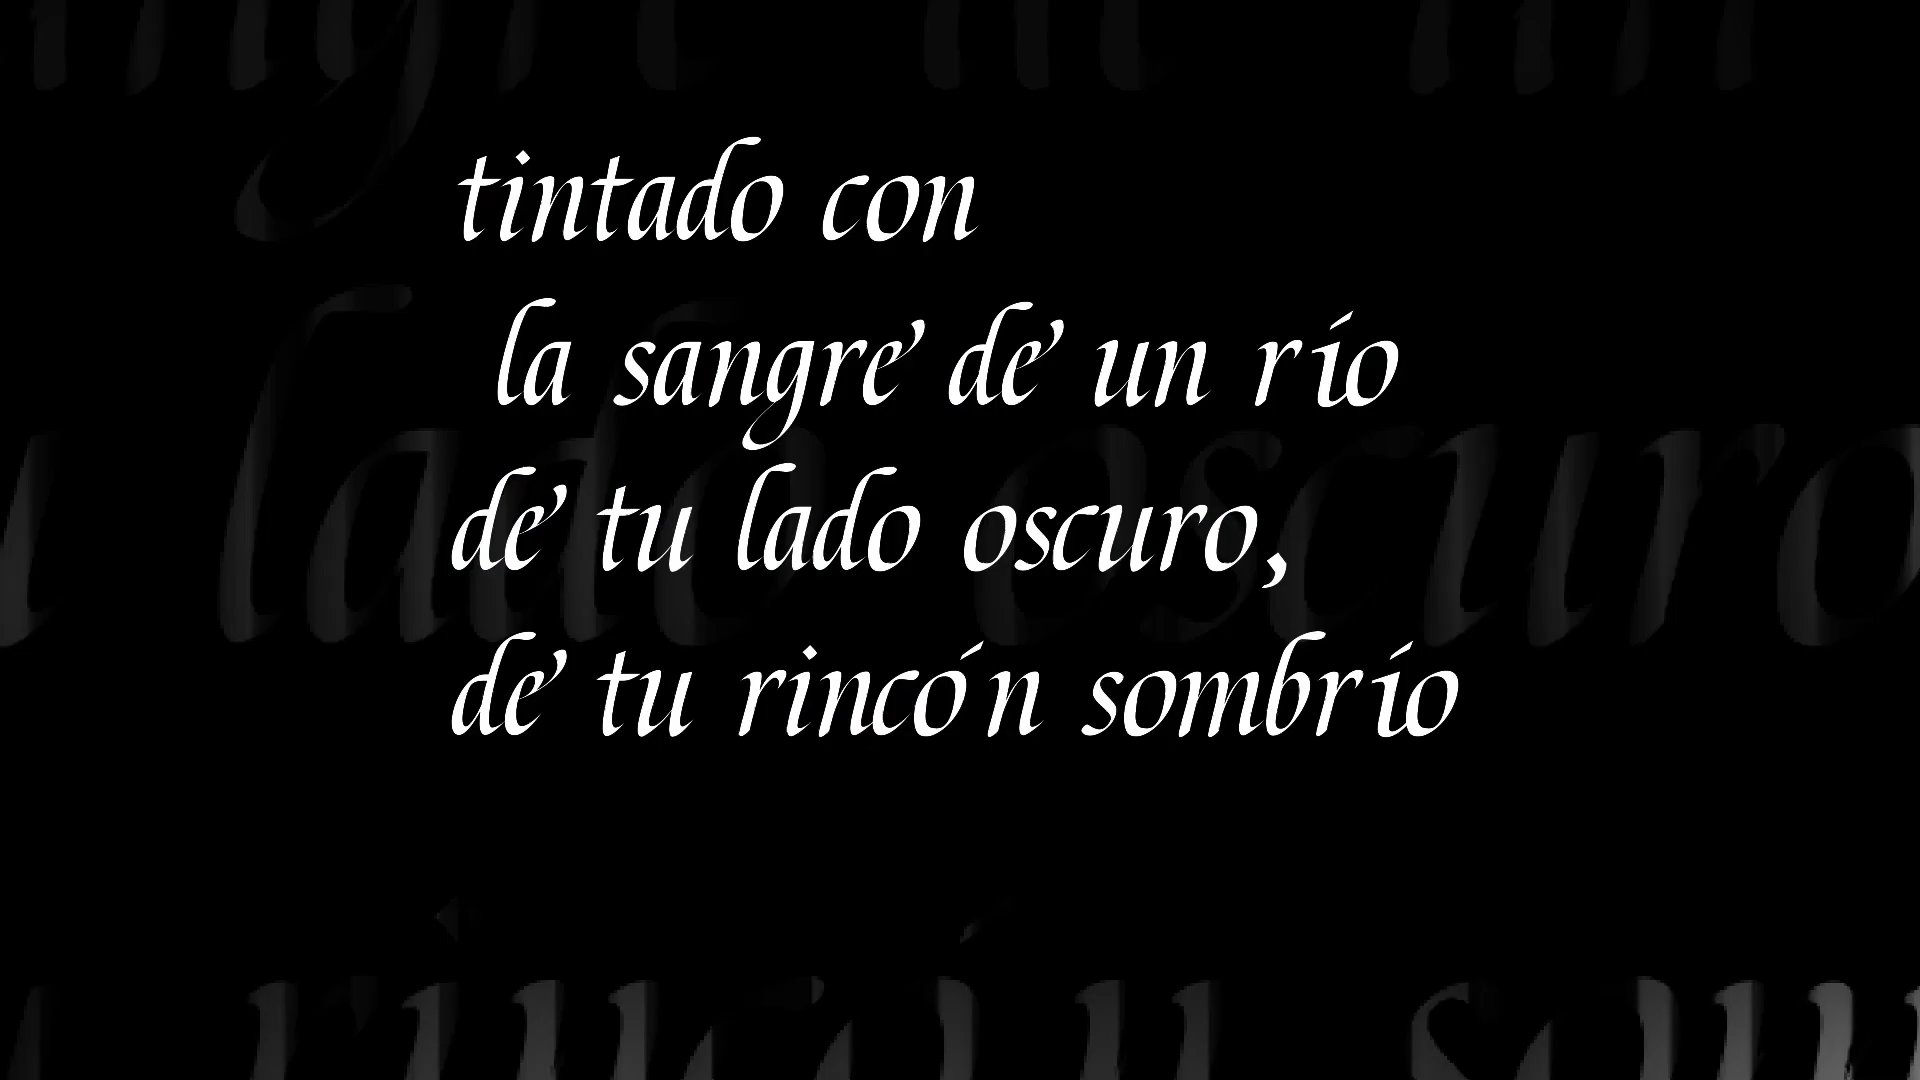 tintado con
la sangre de un río
de tu lado oscuro,
de tu rincón sombrío